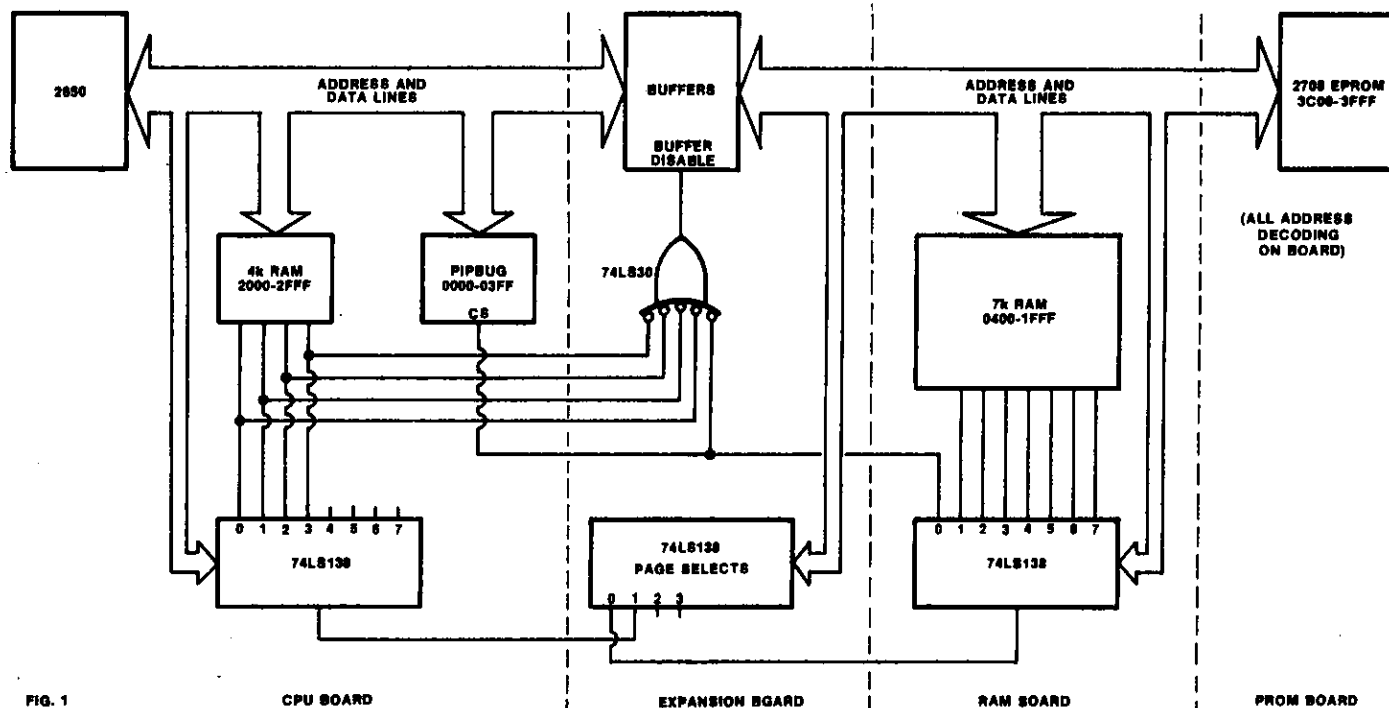 2650
ADDRESS AND
DATA LINES
BUFFERS
BUFFER
DISABLE
ADDRESS AND
DATA LINES
2708 EPROM
3C00-3FFF
(ALL ADDRESS
DECODING
ON BOARD)
4k RAM
2000-2FFF
PIPBUG
0000-03FF
CS
74LS30
7k RAM
0400-1FFF
0 1 2 3 4 5 6 7
74LS138
74LS138
PAGE SELECTS
0 1 2 3
0 1 2 3 4 5 6 7
74LS138
FIG. 1
CPU BOARD
EXPANSION BOARD
RAM BOARD
PROM BOARD